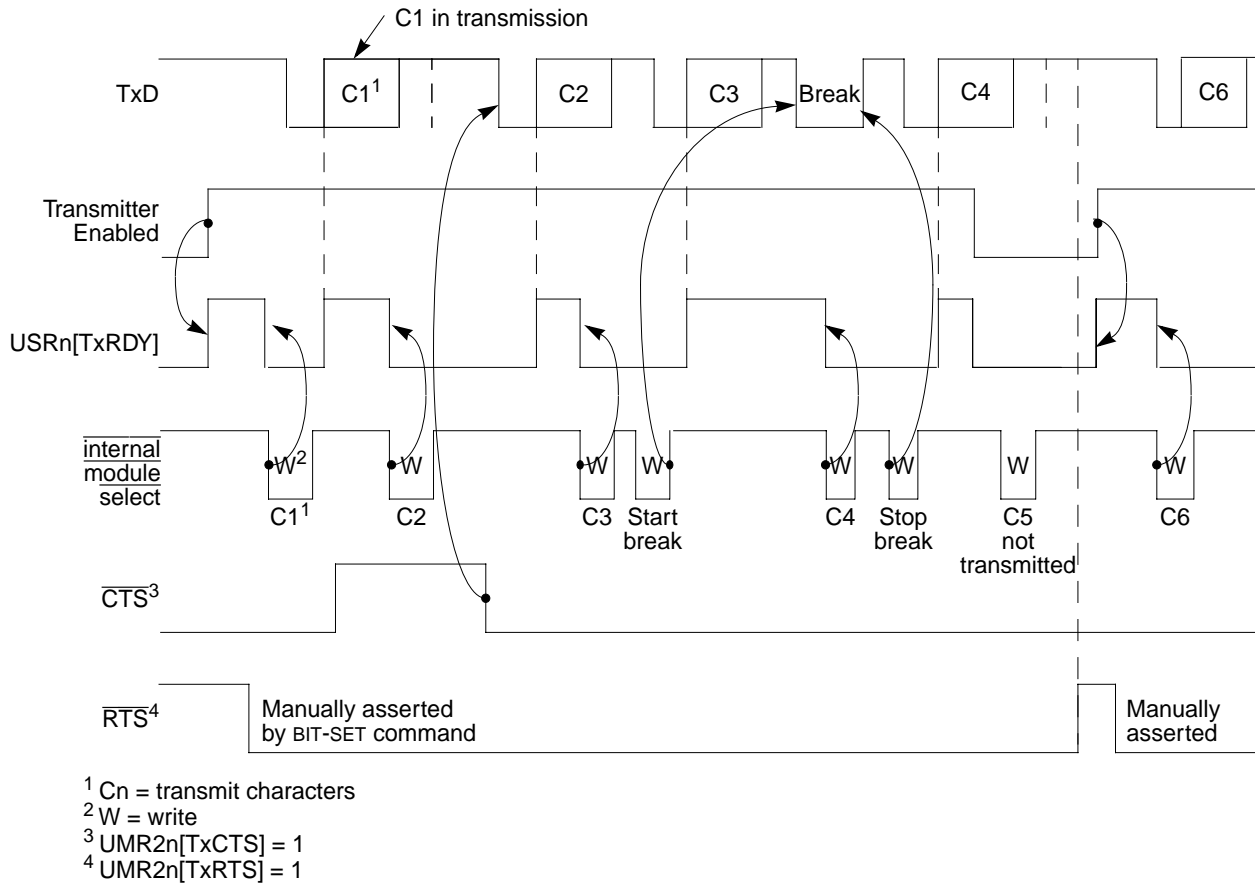 C1 in transmission
TxD
C1¹
C2
C3
Break
C4
C6
Transmitter
Enabled
USRn[TxRDY]
internal
module
select
W²
W
W
W
W
W
W
W
C1¹
C2
C3
Start
break
C4
Stop
break
C5
not
transmitted
C6
CTS³
RTS⁴
Manually asserted
by BIT-SET command
Manually
asserted
¹ Cn = transmit characters
² W = write
³ UMR2n[TxCTS] = 1
⁴ UMR2n[TxRTS] = 1